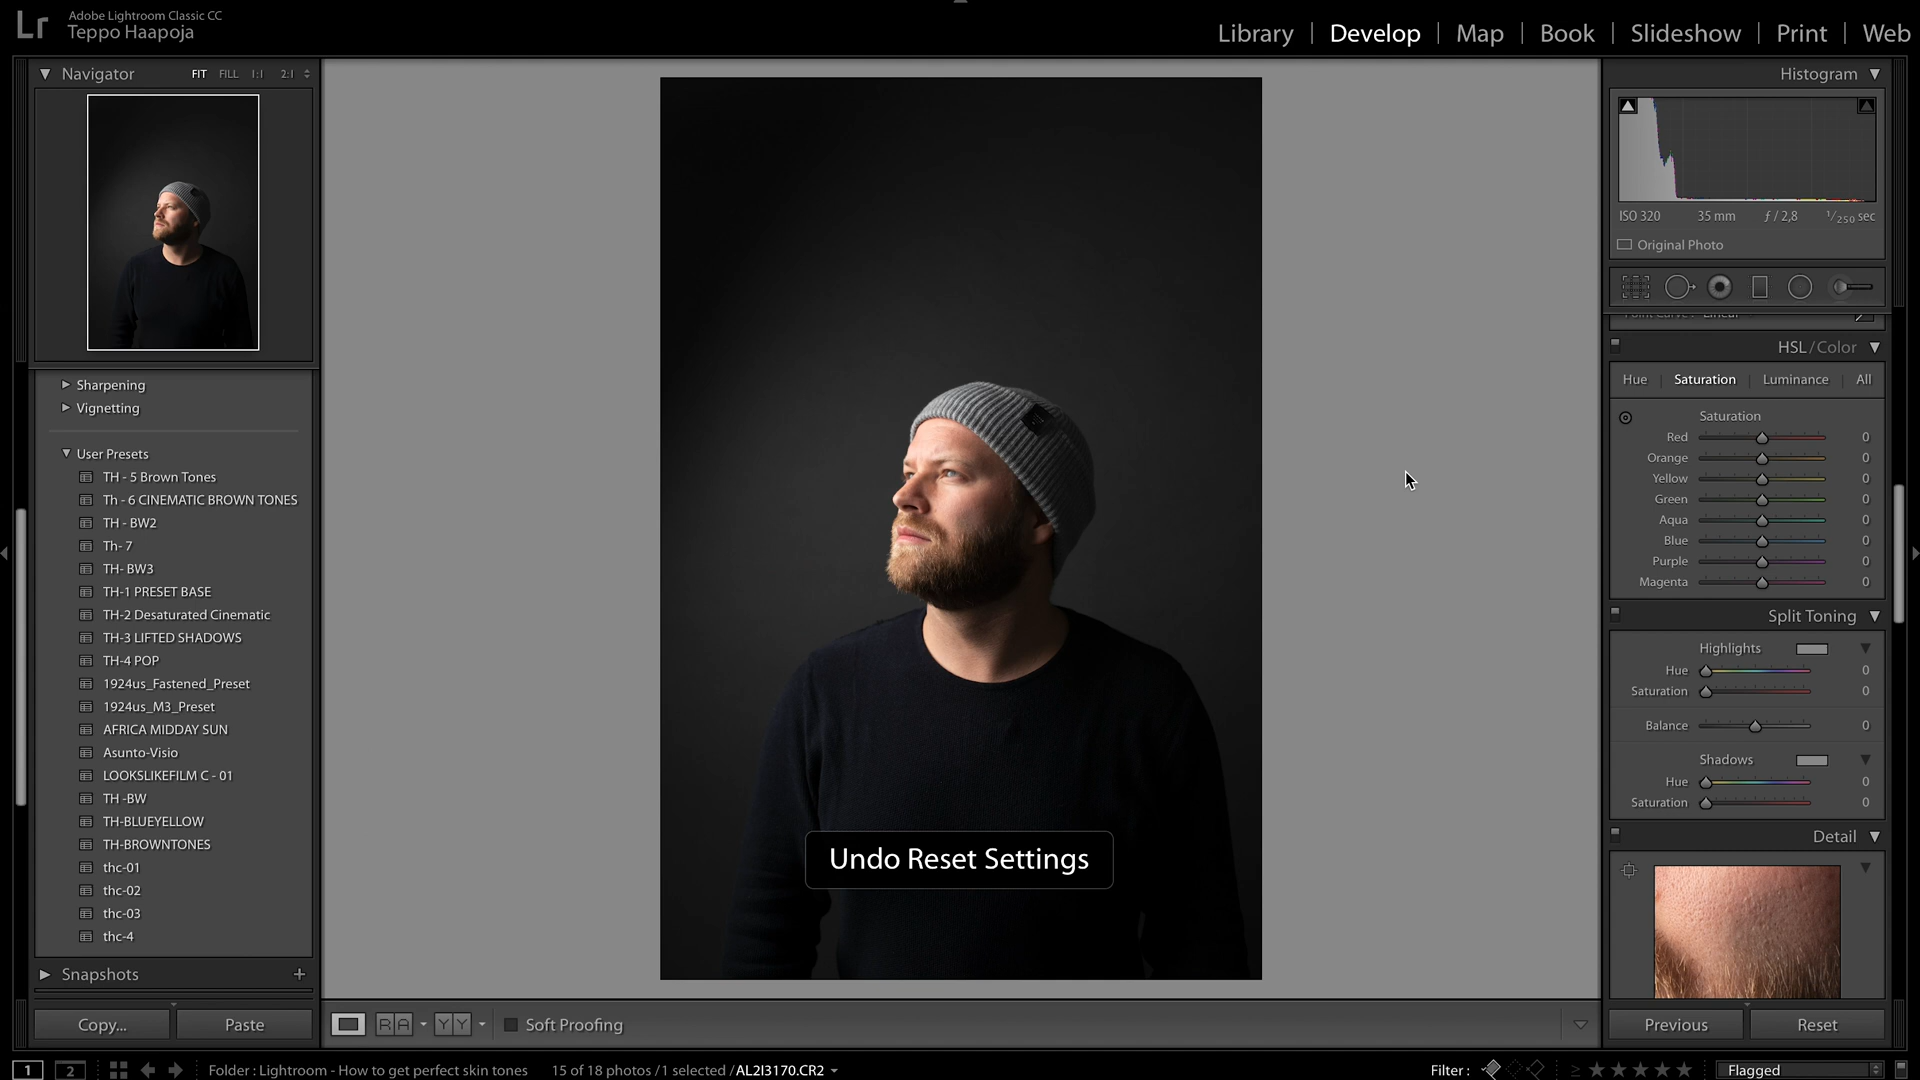 Lr
Adobe Lightroom Classic CC
Teppo Haapoja
Library | Develop | Map | Book | Slideshow | Print | Web
Navigator FIT FILL 1:1 2:1
Sharpening
Vignetting
User Presets
TH - 5 Brown Tones
Th - 6 CINEMATIC BROWN TONES
TH - BW2
Th- 7
TH- BW3
TH-1 PRESET BASE
TH-2 Desaturated Cinematic
TH-3 LIFTED SHADOWS
TH-4 POP
1924us_Fastened_Preset
1924us_M3_Preset
AFRICA MIDDAY SUN
Asunto-Visio
LOOKSLIKEFILM C - 01
TH -BW
TH-BLUEYELLOW
TH-BROWNTONES
thc-01
thc-02
thc-03
thc-4
Snapshots +
Copy... Paste
Undo Reset Settings
R A Y Y Soft Proofing
Histogram
ISO 320 35 mm ƒ / 2,8 1/250 sec
Original Photo
Point Curve : Linear
HSL / Color
Hue Saturation Luminance All
Saturation
Red 0
Orange 0
Yellow 0
Green 0
Aqua 0
Blue 0
Purple 0
Magenta 0
Split Toning
Highlights
Hue 0
Saturation 0
Balance 0
Shadows
Hue 0
Saturation 0
Detail
Previous Reset
1 2 Folder : Lightroom - How to get perfect skin tones 15 of 18 photos / 1 selected / AL2I3170.CR2 Filter : ≥ ★★★★★ Flagged